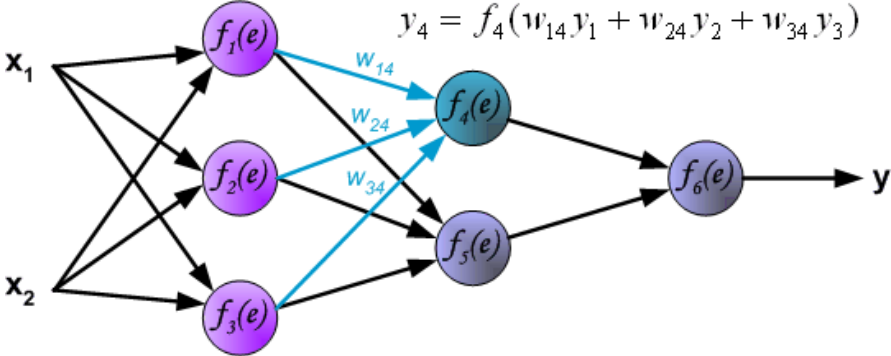 y₄ = f₄(w₁₄y₁ + w₂₄y₂ + w₃₄y₃)
f₁(e)
x₁
w₁₄
f₄(e)
w₂₄
f₂(e)
w₃₄
f₆(e)
y
f₅(e)
x₂
f₃(e)